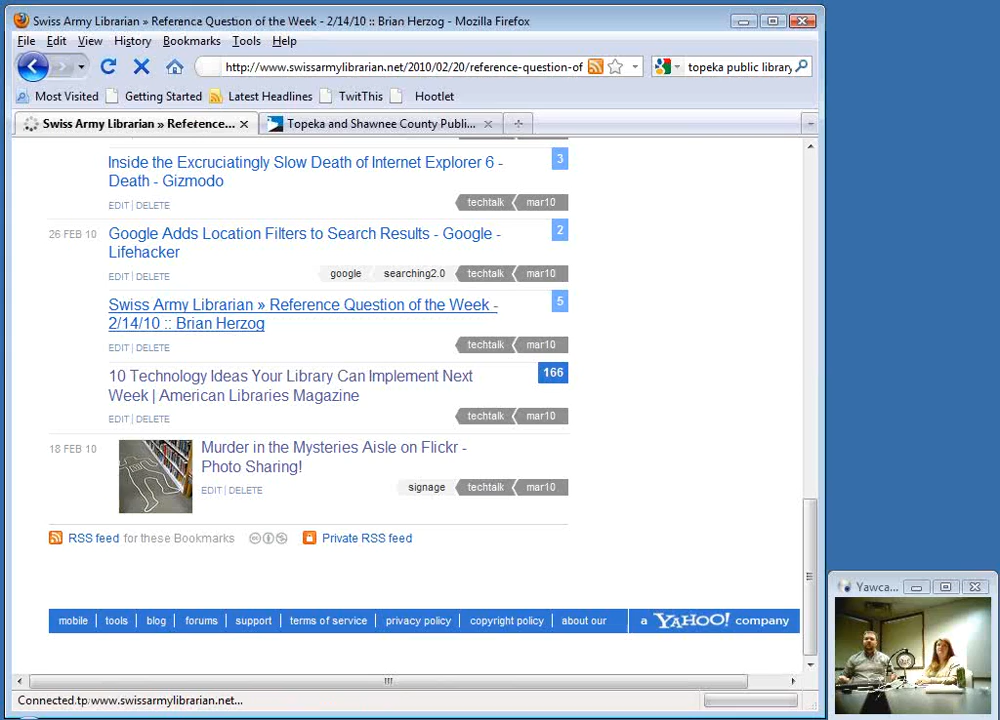 Swiss Army Librarian » Reference Question of the Week - 2/14/10 :: Brian Herzog - Mozilla Firefox
File Edit View History Bookmarks Tools Help
http://www.swissarmylibrarian.net/2010/02/20/reference-question-of
topeka public library
Most Visited Getting Started Latest Headlines TwitThis Hootlet
Swiss Army Librarian » Reference...
Topeka and Shawnee County Publi...
Inside the Excruciatingly Slow Death of Internet Explorer 6 -
Death - Gizmodo
3
EDIT | DELETE
techtalk mar10
26 FEB 10
Google Adds Location Filters to Search Results - Google -
Lifehacker
2
EDIT | DELETE
google searching2.0 techtalk mar10
Swiss Army Librarian » Reference Question of the Week -
2/14/10 :: Brian Herzog
5
EDIT | DELETE
techtalk mar10
10 Technology Ideas Your Library Can Implement Next
Week | American Libraries Magazine
166
EDIT | DELETE
techtalk mar10
18 FEB 10
Murder in the Mysteries Aisle on Flickr -
Photo Sharing!
EDIT | DELETE
signage techtalk mar10
RSS feed for these Bookmarks
Private RSS feed
mobile | tools | blog | forums | support | terms of service | privacy policy | copyright policy | about our
a YAHOO! company
Connected tp www.swissarmylibrarian.net...
Yawca...